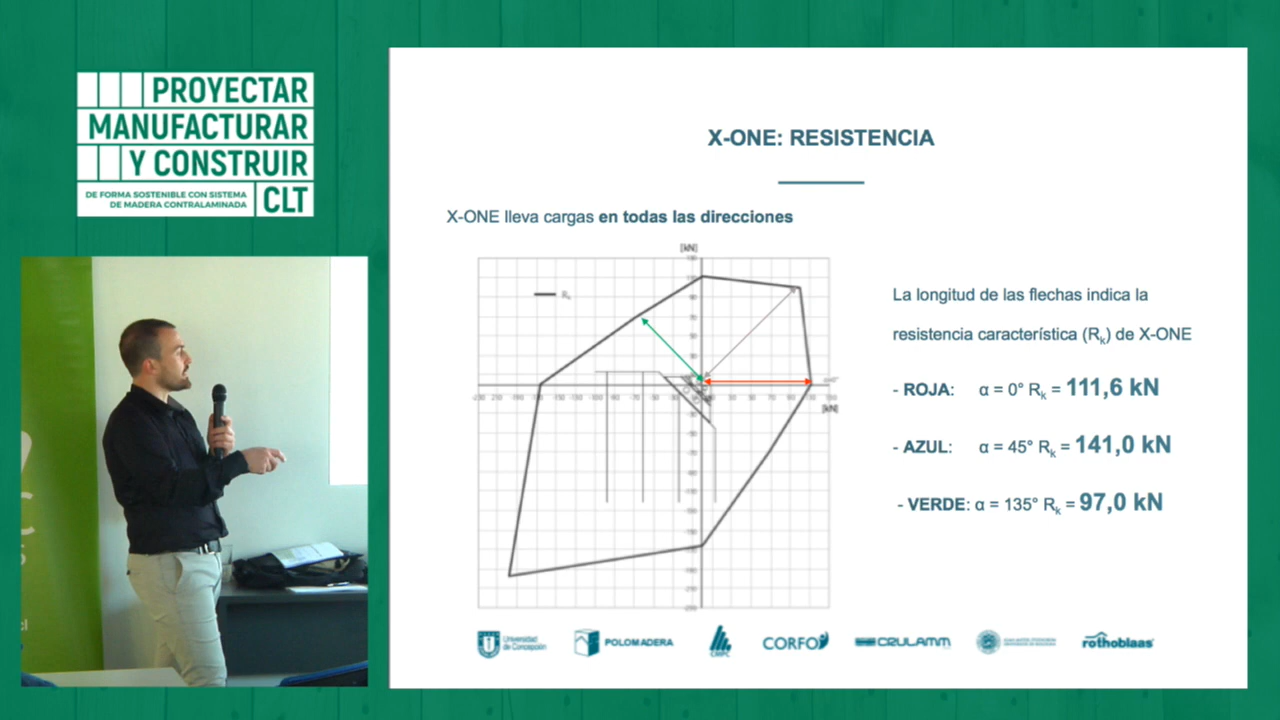 PROYECTAR
MANUFACTURAR
Y CONSTRUIR
DE FORMA SOSTENIBLE CON SISTEMA
DE MADERA CONTRALAMINADA
CLT
X-ONE: RESISTENCIA
X-ONE lleva cargas en todas las direcciones
[kN]
[kN]
La longitud de las flechas indica la
resistencia característica (Rk) de X-ONE
- ROJA: α = 0° Rk = 111,6 kN
- AZUL: α = 45° Rk = 141,0 kN
- VERDE: α = 135° Rk = 97,0 kN
Universidad
de Concepción
POLOMADERA
CMPC
CORFO
CRULAMM
rothoblaas